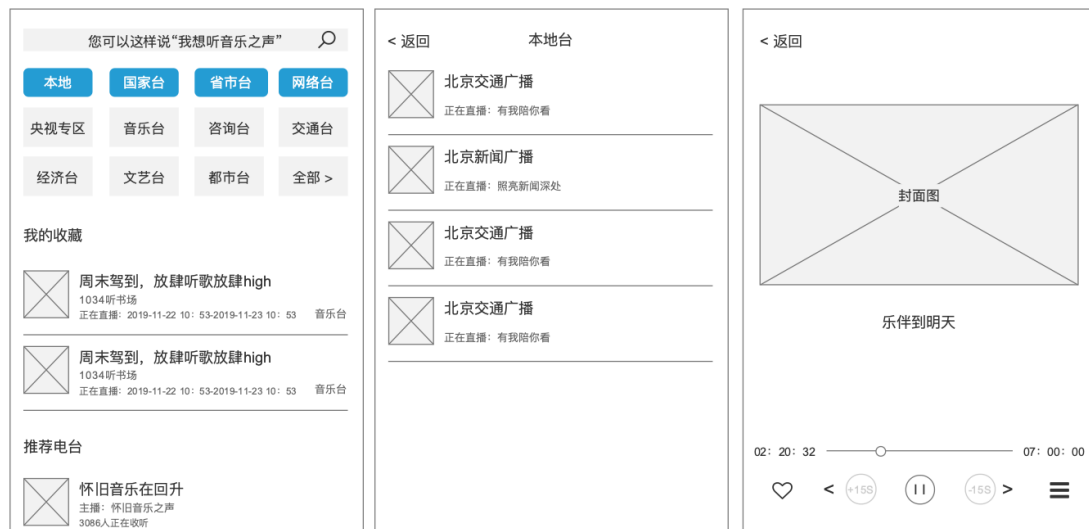 您可以这样说“我想听音乐之声”
本地 国家台 省市台 网络台
央视专区 音乐台 咨询台 交通台
经济台 文艺台 都市台 全部 >
我的收藏
周末驾到，放肆听歌放肆high
1034听书场
正在直播：2019-11-22 10：53-2019-11-23 10：53 音乐台
周末驾到，放肆听歌放肆high
1034听书场
正在直播：2019-11-22 10：53-2019-11-23 10：53 音乐台
推荐电台
怀旧音乐在回升
主播：怀旧音乐之声
3086人正在收听
< 返回 本地台
北京交通广播
正在直播：有我陪你看
北京新闻广播
正在直播：照亮新闻深处
北京交通广播
正在直播：有我陪你看
北京交通广播
正在直播：有我陪你看
< 返回
封面图
乐伴到明天
02：20：32 07：00：00
< +15S -15S >